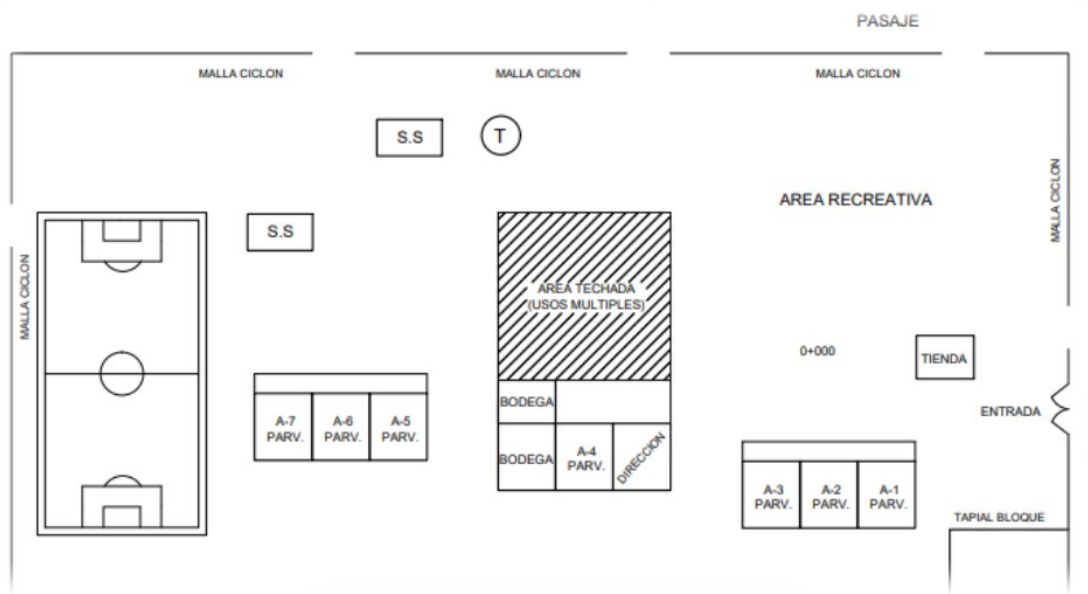 PASAJE
MALLA CICLON
MALLA CICLON
MALLA CICLON
S.S
T
MALLA CICLON
AREA RECREATIVA
S.S
MALLA CICLON
AREA TECHADA
(USOS MULTIPLES)
0+000
TIENDA
BODEGA
ENTRADA
A-7
PARV.
A-6
PARV.
A-5
PARV.
BODEGA
A-4
PARV.
DIRECCION
A-3
PARV.
A-2
PARV.
A-1
PARV.
TAPIAL BLOQUE